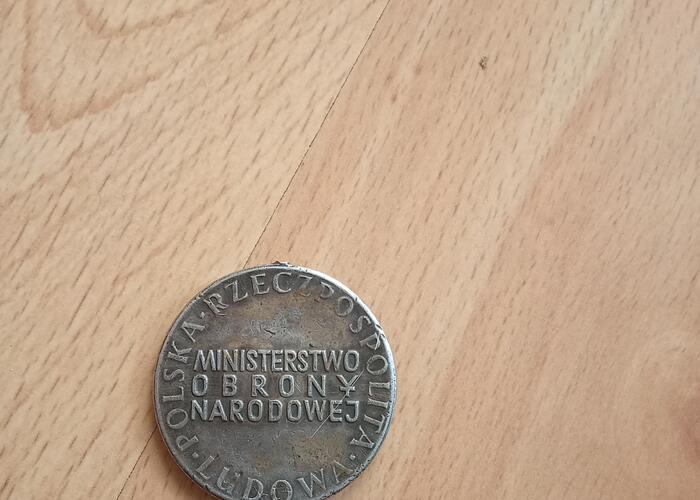 POLSKA · RZECZPOSPOLITA · LUDOWA ·
MINISTERSTWO
OBRONY
NARODOWEJ